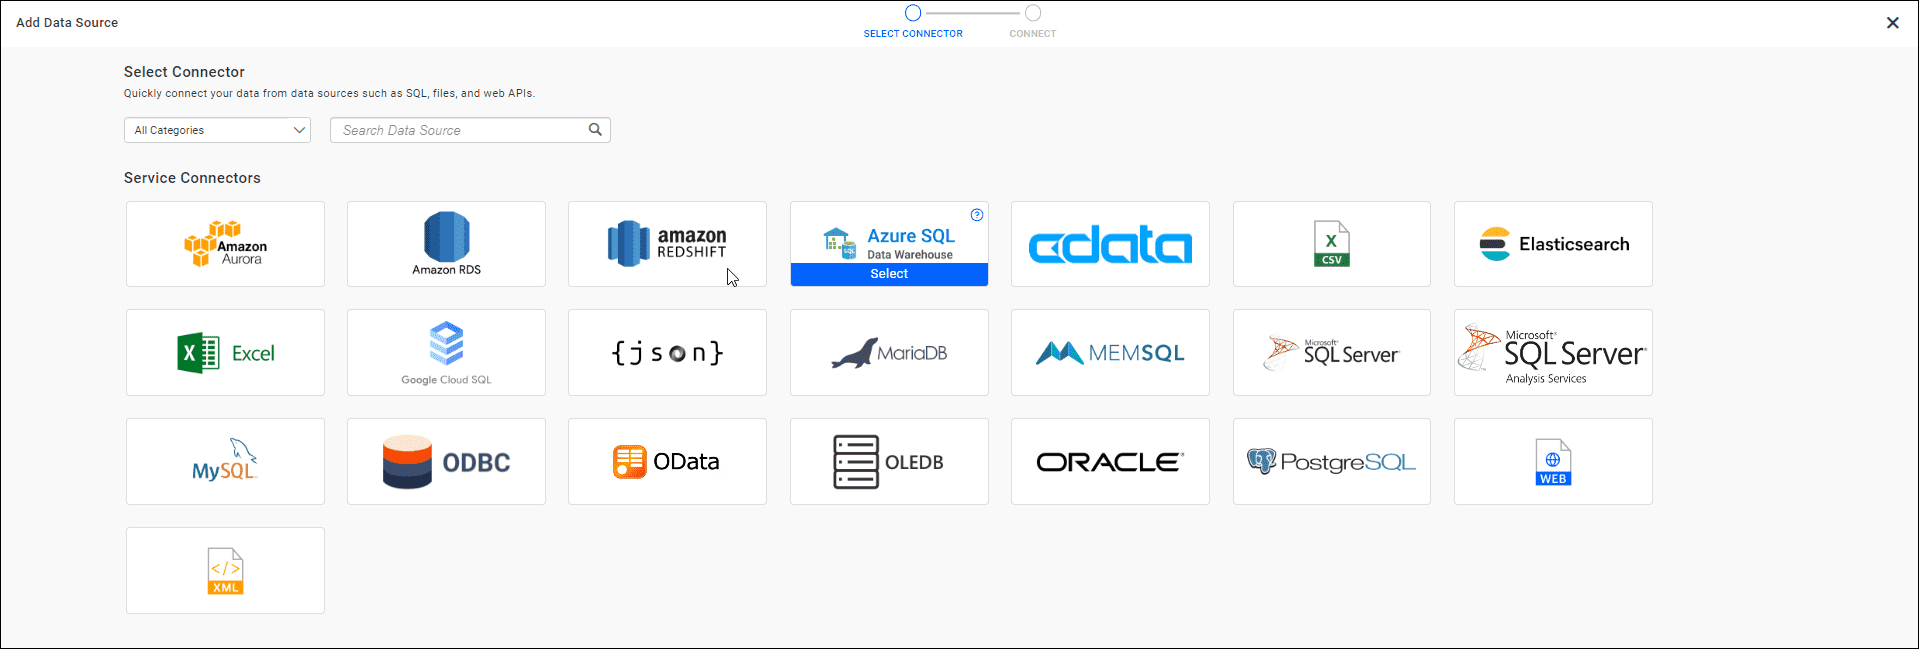 Add Data Source
SELECT CONNECTOR
CONNECT
Select Connector
Quickly connect your data from data sources such as SQL, files, and web APIs.
All Categories
Search Data Source
Service Connectors
Amazon
Aurora
Amazon RDS
amazon
REDSHIFT
?
Azure SQL
SQL
Data Warehouse
Select
cdata
X
CSV
Elasticsearch
X
Excel
Google Cloud SQL
{json}
MariaDB
MEMSQL
Microsoft®
SQL Server®
Microsoft®
SQL Server®
Analysis Services
MySQL
ODBC
OData
OLEDB
ORACLE®
PostgreSQL
WEB
</>
XML